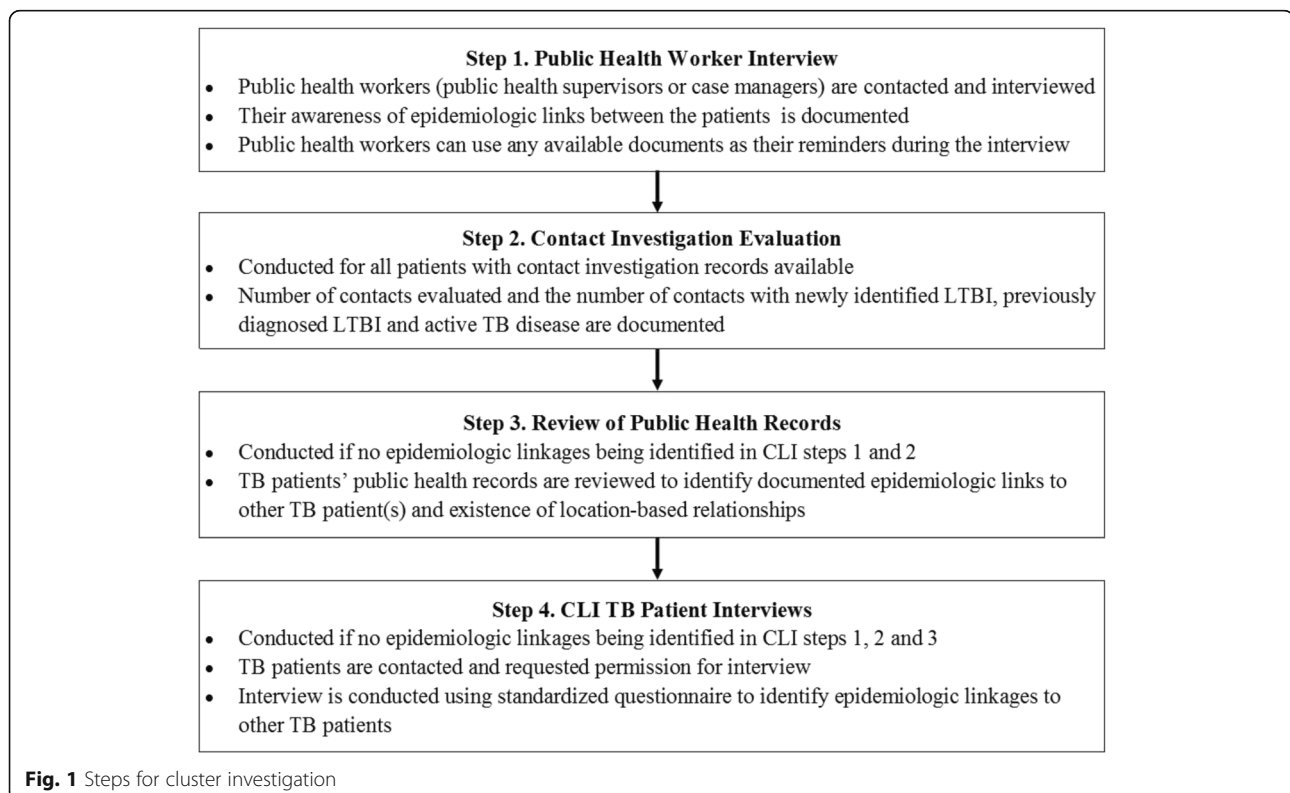 Step 1. Public Health Worker Interview
• Public health workers (public health supervisors or case managers) are contacted and interviewed
• Their awareness of epidemiologic links between the patients is documented
• Public health workers can use any available documents as their reminders during the interview
Step 2. Contact Investigation Evaluation
• Conducted for all patients with contact investigation records available
• Number of contacts evaluated and the number of contacts with newly identified LTBI, previously
diagnosed LTBI and active TB disease are documented
Step 3. Review of Public Health Records
• Conducted if no epidemiologic linkages being identified in CLI steps 1 and 2
• TB patients’ public health records are reviewed to identify documented epidemiologic links to
other TB patient(s) and existence of location-based relationships
Step 4. CLI TB Patient Interviews
• Conducted if no epidemiologic linkages being identified in CLI steps 1, 2 and 3
• TB patients are contacted and requested permission for interview
• Interview is conducted using standardized questionnaire to identify epidemiologic linkages to
other TB patients
Fig. 1 Steps for cluster investigation